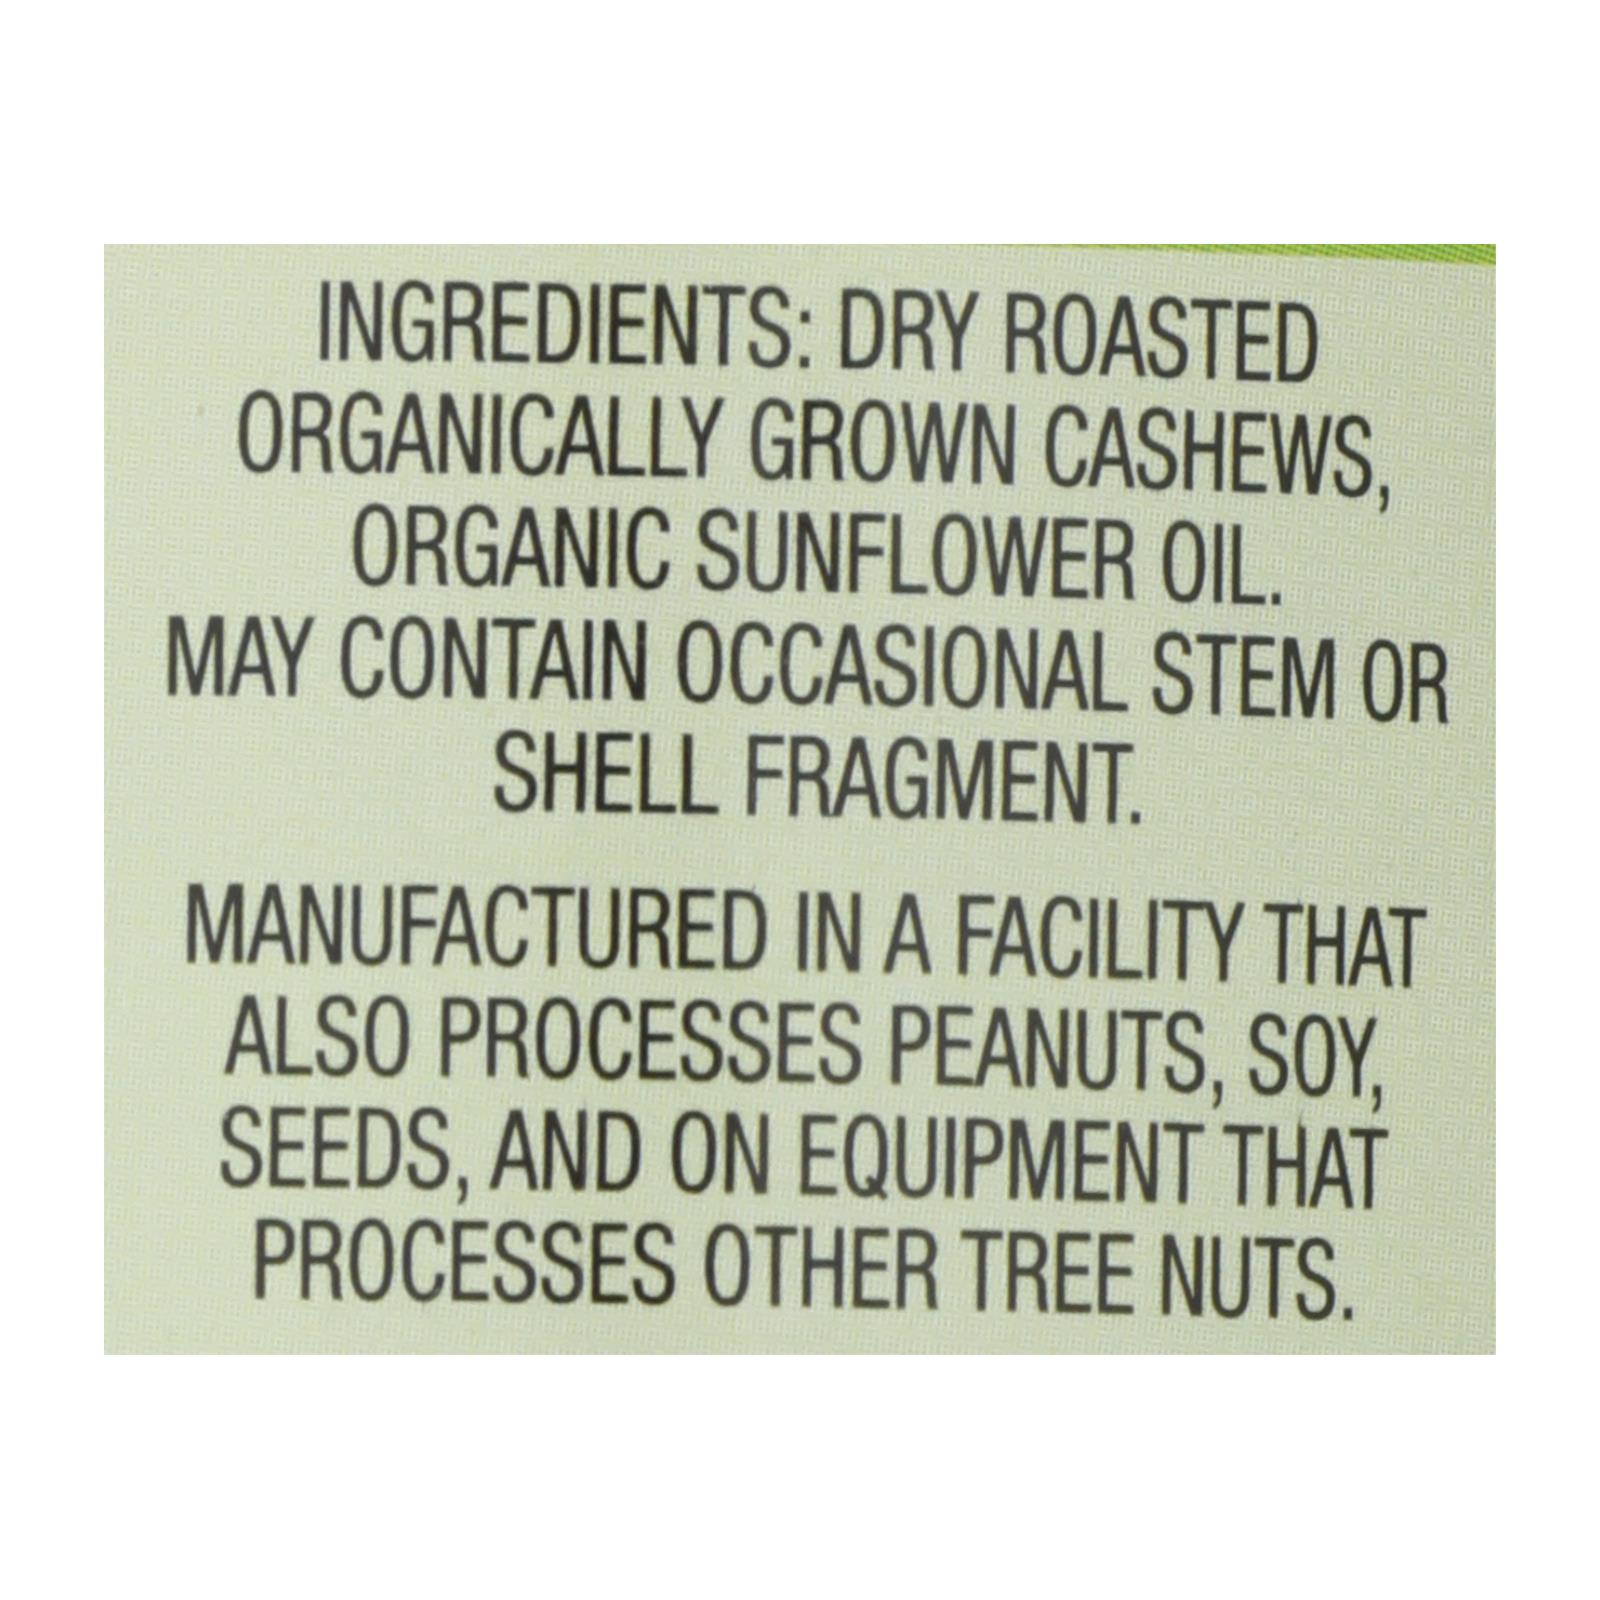 INGREDIENTS: DRY ROASTED
ORGANICALLY GROWN CASHEWS,
ORGANIC SUNFLOWER OIL.
MAY CONTAIN OCCASIONAL STEM OR
SHELL FRAGMENT.
MANUFACTURED IN A FACILITY THAT
ALSO PROCESSES PEANUTS, SOY,
SEEDS, AND ON EQUIPMENT THAT
PROCESSES OTHER TREE NUTS.